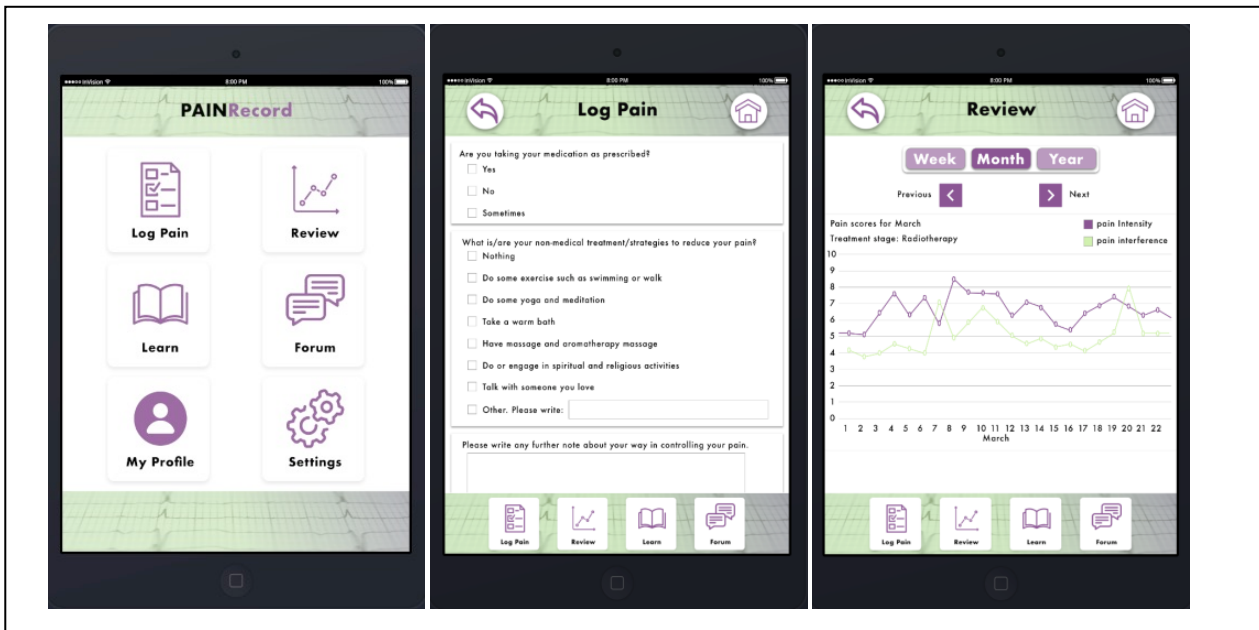 ●●●●○ InVision 8:00 PM 100%
PAINRecord
Log Pain
Review
Learn
Forum
My Profile
Settings
●●●●○ InVision 8:00 PM 100%
Log Pain
Are you taking your medication as prescribed?
Yes
No
Sometimes
What is/are your non-medical treatment/strategies to reduce your pain?
Nothing
Do some exercise such as swimming or walk
Do some yoga and meditation
Take a warm bath
Have massage and aromatherapy massage
Do or engage in spiritual and religious activities
Talk with someone you love
Other. Please write:
Please write any further note about your way in controlling your pain.
Log Pain Review Learn Forum
●●●●○ InVision 8:00 PM 100%
Review
Week Month Year
Previous < > Next
Pain scores for March
Treatment stage: Radiotherapy
pain Intensity
pain interference
10
9
8
7
6
5
4
3
2
1
0
1 2 3 4 5 6 7 8 9 10 11 12 13 14 15 16 17 18 19 20 21 22
March
Log Pain Review Learn Forum